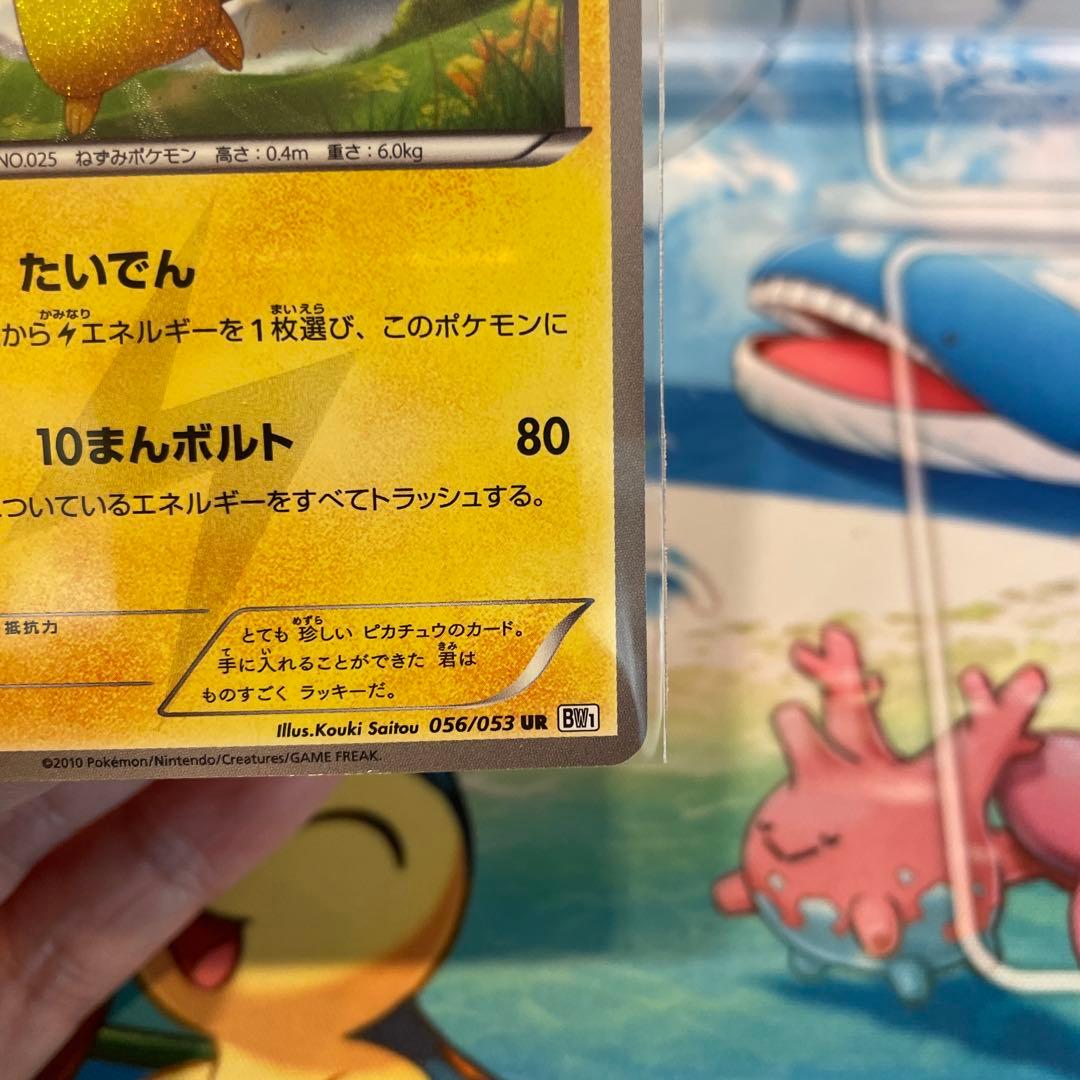 NO.025 ねずみポケモン 高さ:0.4m 重さ:6.0kg
たいでん
かみなり まいえら
から エネルギーを1枚選び、このポケモンに
10まんボルト 80
ついているエネルギーをすべてトラッシュする。
抵抗力
めずら
とても 珍しい ピカチュウのカード。
て い きみ
手に入れることができた 君は
ものすごく ラッキーだ。
Illus.Kouki Saitou 056/053 UR BW1
©2010 Pokémon/Nintendo/Creatures/GAME FREAK.